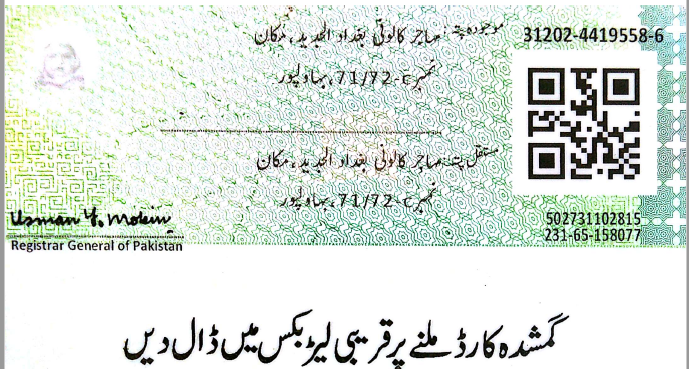 موجودہ پتہ: مہاجر کالونی بغداد الجدید، مکان
نمبر 71/72-c، بہاولپور
31202-4419558-6
مستقل پتہ: مہاجر کالونی بغداد الجدید، مکان
نمبر 71/72-c، بہاولپور
502731102815
231-65-158077
Usman Y. Mobin
Registrar General of Pakistan
گمشدہ کارڈ ملنے پر قریبی لیٹر بکس میں ڈال دیں